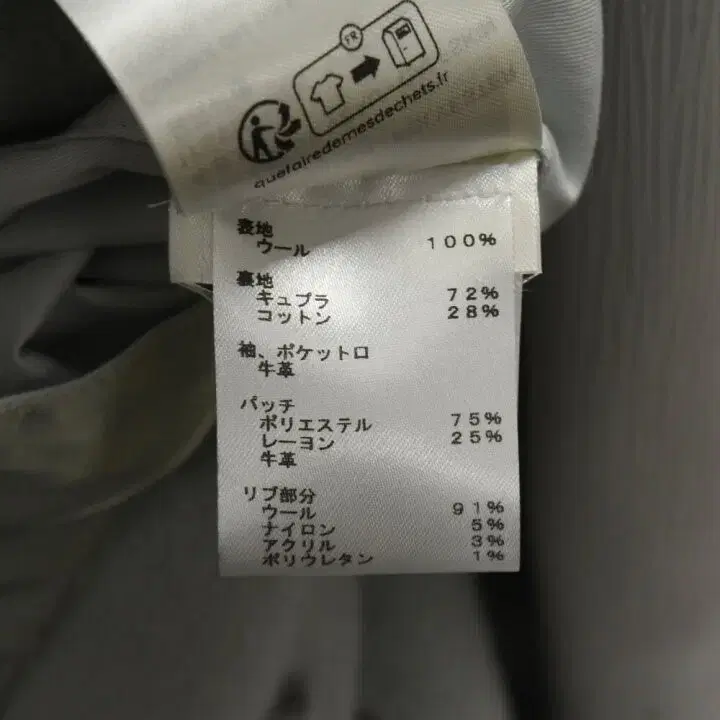 FR
quefairedemesdechets.fr
表地
ウール 100%
裏地
キュプラ 72%
コットン 28%
袖、ポケット口
牛革
パッチ
ポリエステル 75%
レーヨン 25%
牛革
リブ部分
ウール 91%
ナイロン 5%
アクリル 3%
ポリウレタン 1%